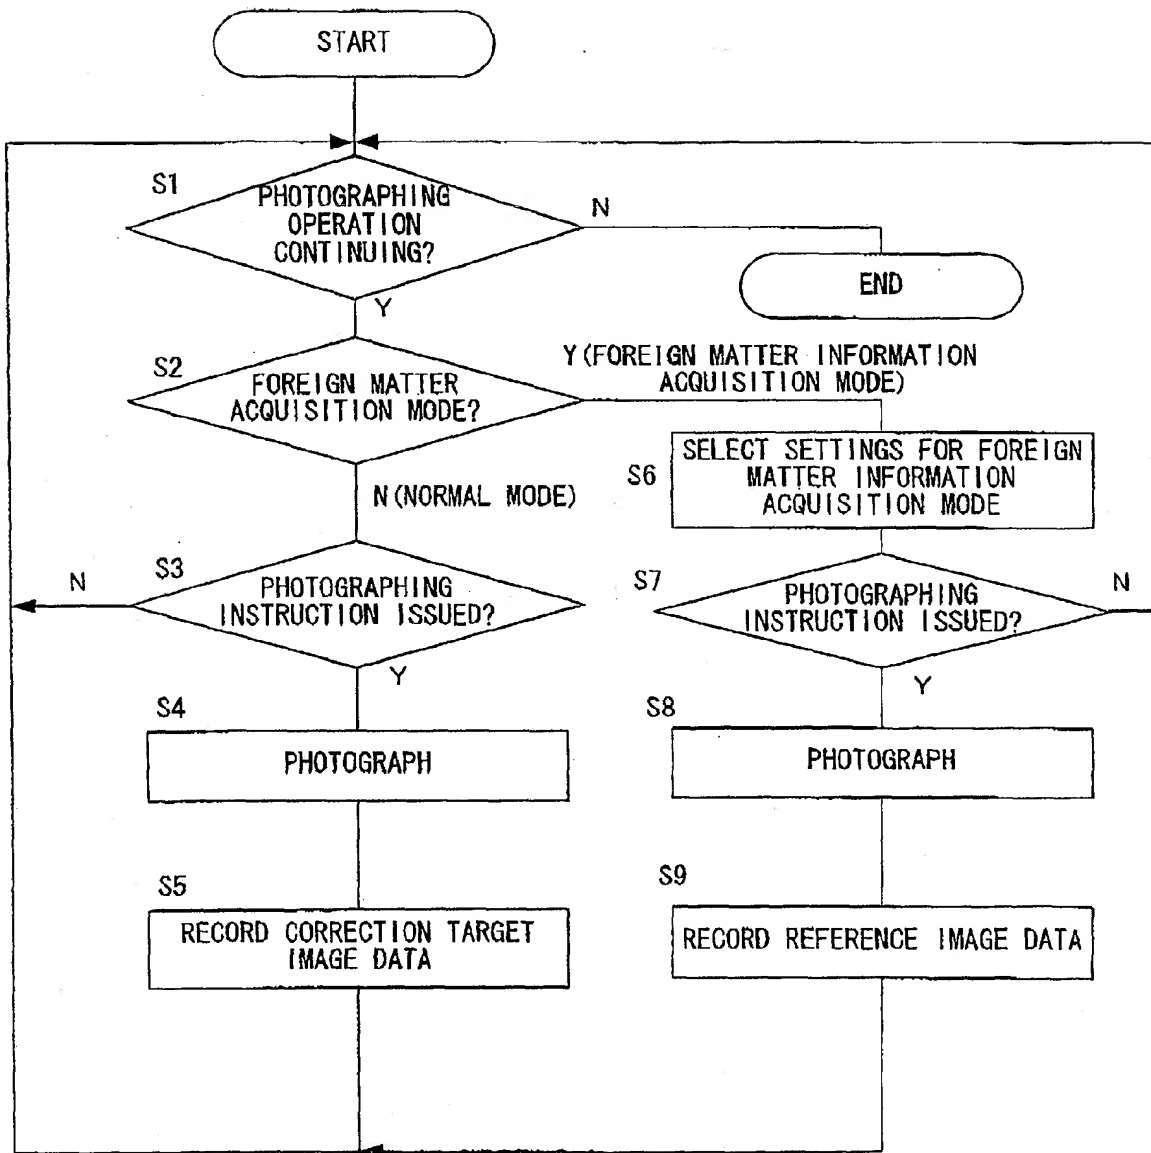 START
S1
PHOTOGRAPHING
OPERATION
CONTINUING?
N
END
Y
S2
FOREIGN MATTER
ACQUISITION MODE?
Y(FOREIGN MATTER INFORMATION
ACQUISITION MODE)
S6
SELECT SETTINGS FOR FOREIGN
MATTER INFORMATION
ACQUISITION MODE
N(NORMAL MODE)
N
S3
PHOTOGRAPHING
INSTRUCTION ISSUED?
S7
PHOTOGRAPHING
INSTRUCTION ISSUED?
N
Y
Y
S4
PHOTOGRAPH
S8
PHOTOGRAPH
S5
RECORD CORRECTION TARGET
IMAGE DATA
S9
RECORD REFERENCE IMAGE DATA